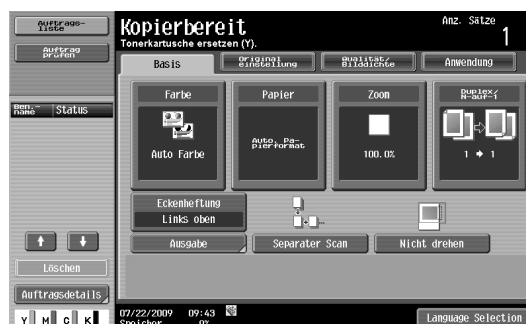 Auftrags-
liste
Auftrag
prüfen
Ben.-
name
Status
Löschen
Auftragsdetails
Y M C K
Kopierbereit
Tonerkartusche ersetzen (Y).
Anz. Sätze
1
Basis
Original
einstellung
Qualität/
Bilddichte
Anwendung
Farbe
Auto Farbe
Papier
Auto. Pa-
pierformat
Zoom
100.0%
Duplex/
N-auf-1
1 → 1
Eckenheftung
Links oben
Ausgabe
Separater Scan
Nicht drehen
07/22/2009 09:43
Speicher 0%
Language Selection